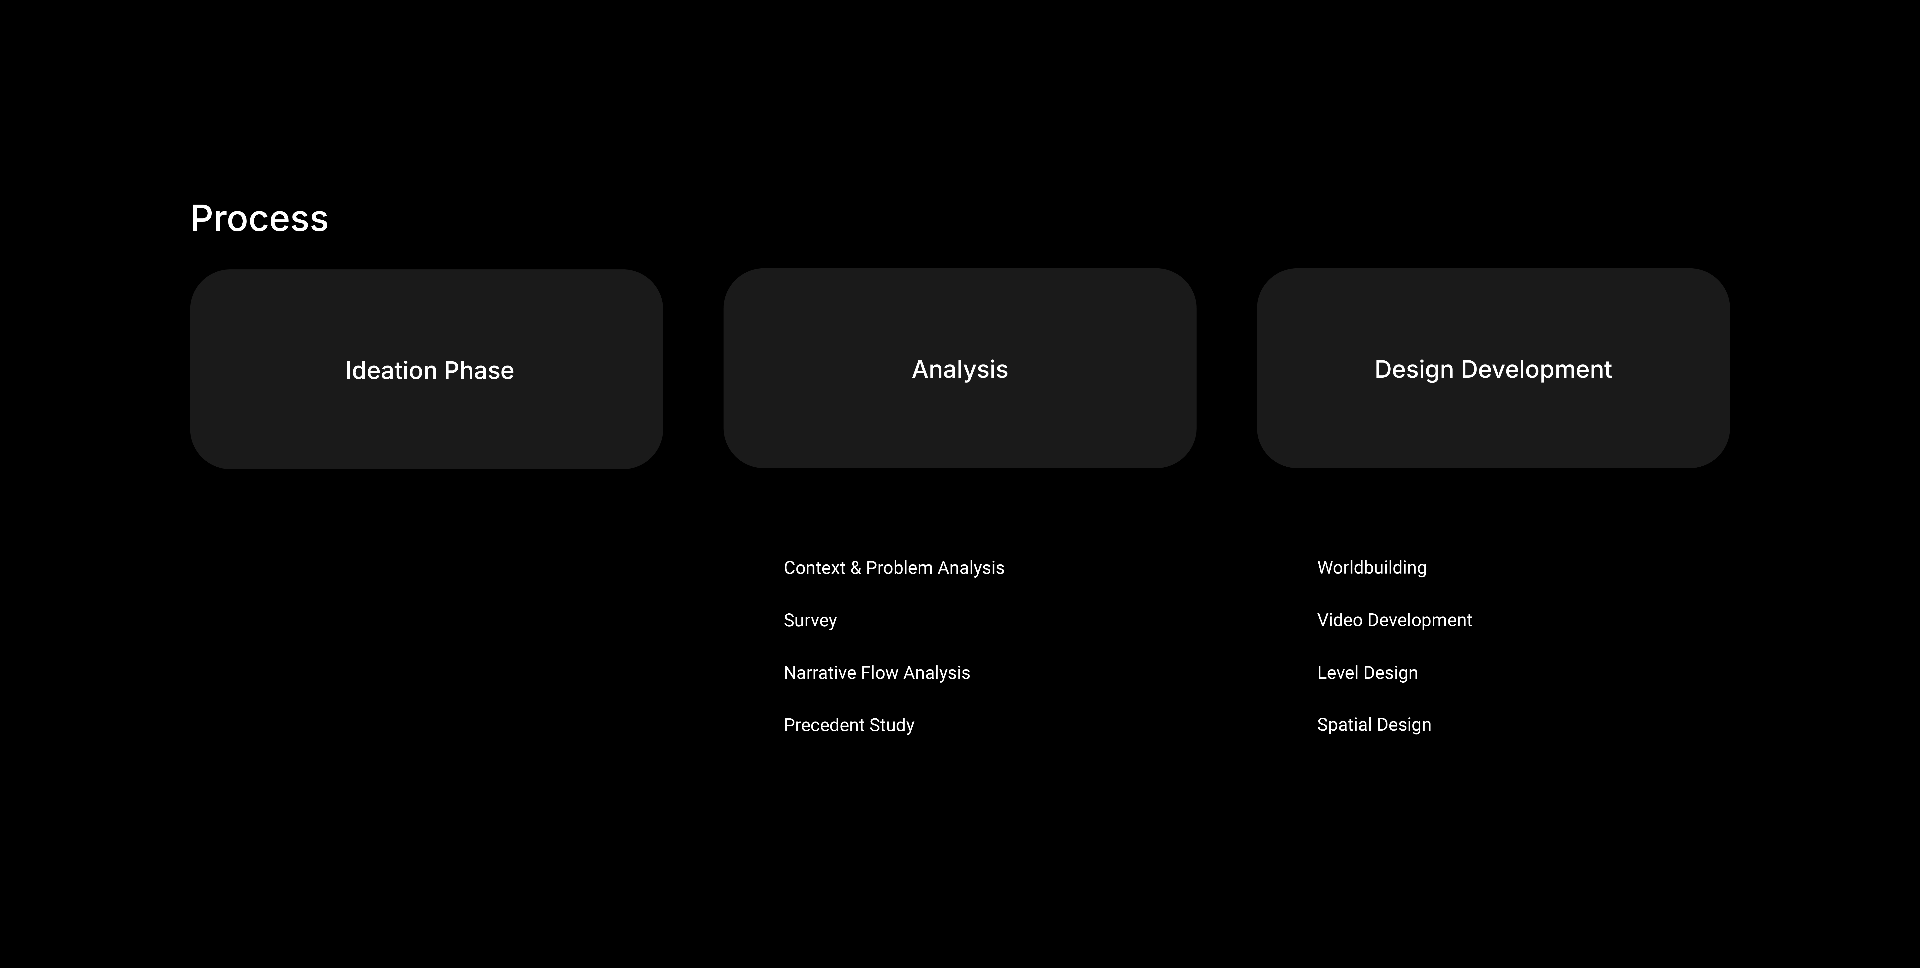 Process
Ideation Phase
Analysis
Design Development
Context & Problem Analysis
Survey
Narrative Flow Analysis
Precedent Study
Worldbuilding
Video Development
Level Design
Spatial Design